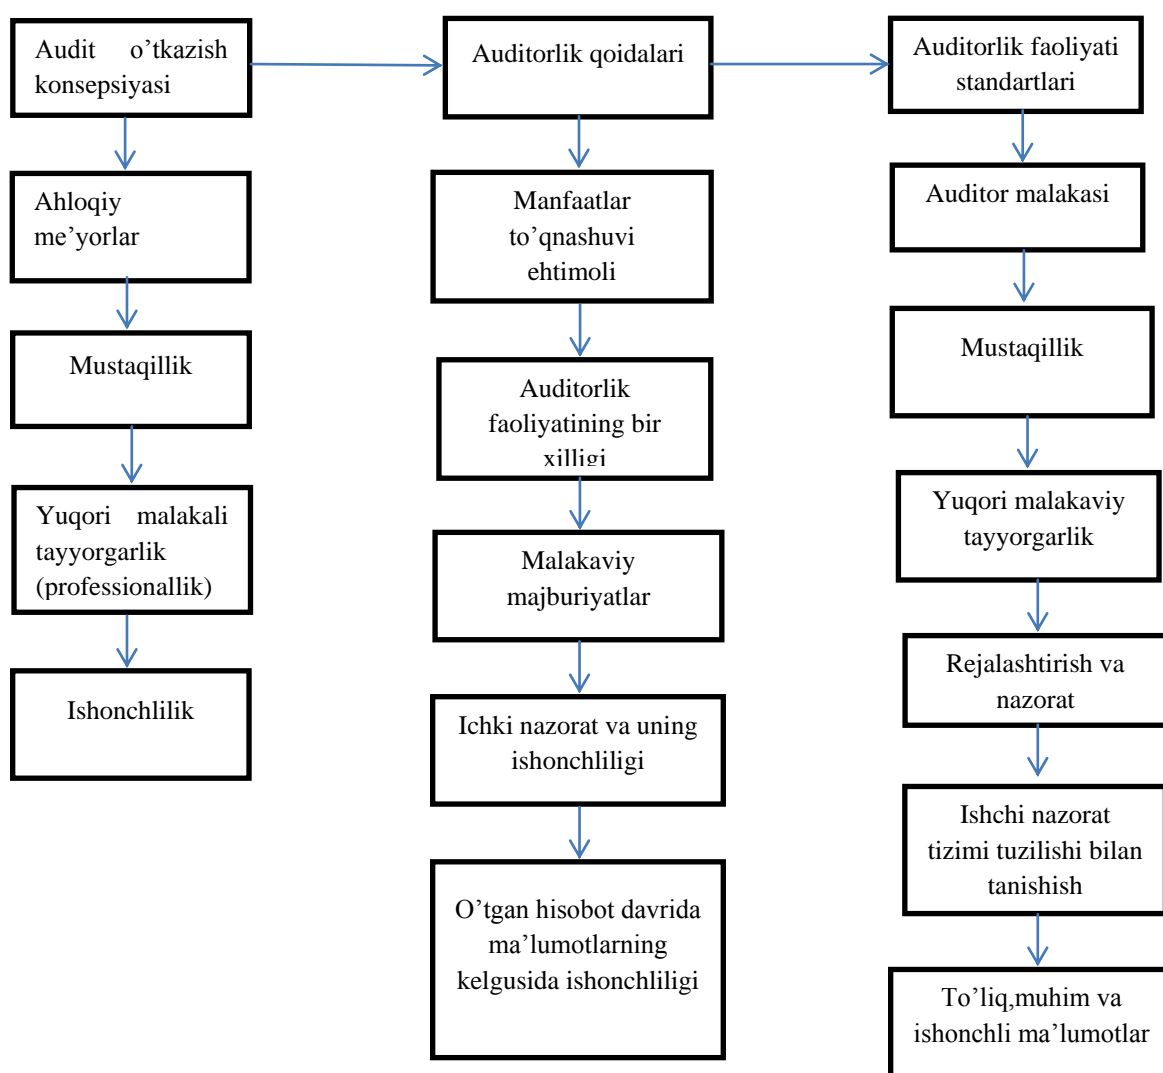 Audit o’tkazish
konsepsiyasi
Ahloqiy
me’yorlar
Mustaqillik
Yuqori malakali
tayyorgarlik
(professionallik)
Ishonchlilik
Auditorlik qoidalari
Manfaatlar
to’qnashuvi
ehtimoli
Auditorlik
faoliyatining bir
xilligi
Malakaviy
majburiyatlar
Ichki nazorat va uning
ishonchliligi
O’tgan hisobot davrida
ma’lumotlarning
kelgusida ishonchliligi
Auditorlik faoliyati
standartlari
Auditor malakasi
Mustaqillik
Yuqori malakaviy
tayyorgarlik
Rejalashtirish va
nazorat
Ishchi nazorat
tizimi tuzilishi bilan
tanishish
To’liq,muhim va
ishonchli ma’lumotlar